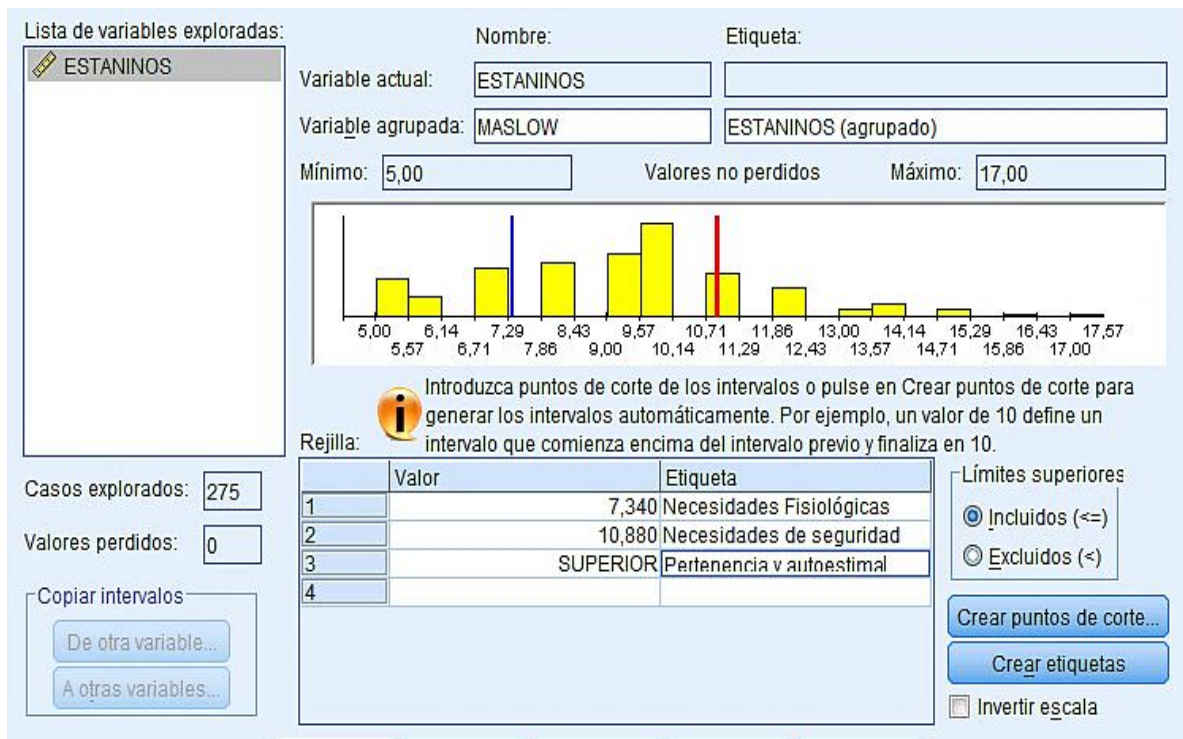 Lista de variables exploradas:
ESTANINOS
Nombre:
Etiqueta:
Variable actual:
ESTANINOS
Variable agrupada:
MASLOW
ESTANINOS (agrupado)
Mínimo:
5,00
Valores no perdidos
Máximo:
17,00
5,00 6,14 7,29 8,43 9,57 10,71 11,86 13,00 14,14 15,29 16,43 17,57
5,57 6,71 7,86 9,00 10,14 11,29 12,43 13,57 14,71 15,86 17,00
Introduzca puntos de corte de los intervalos o pulse en Crear puntos de corte para
generar los intervalos automáticamente. Por ejemplo, un valor de 10 define un
intervalo que comienza encima del intervalo previo y finaliza en 10.
Rejilla:
Valor Etiqueta
1 7,340 Necesidades Fisiológicas
2 10,880 Necesidades de seguridad
3 SUPERIOR Pertenencia y autoestimal
4
Casos explorados:
275
Valores perdidos:
0
Copiar intervalos
De otra variable...
A otras variables...
Límites superiores
Incluidos (<=)
Excluidos (<)
Crear puntos de corte...
Crear etiquetas
Invertir escala